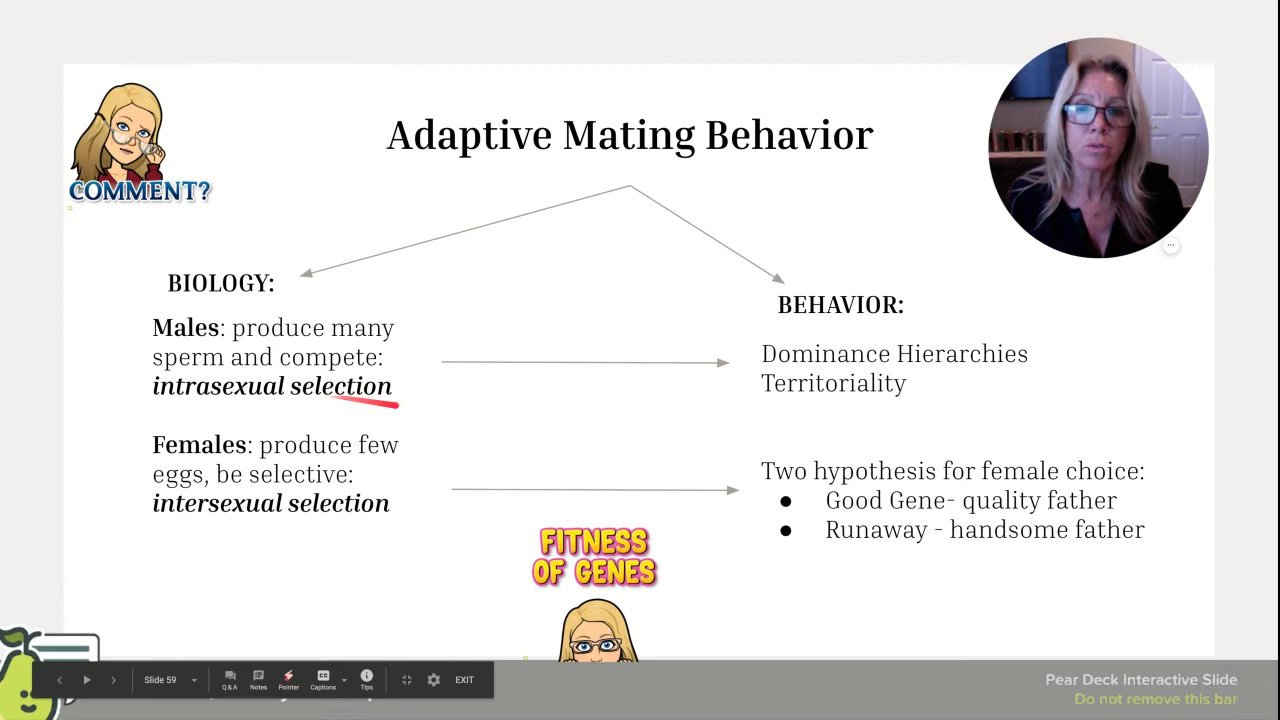 COMMENT?
Adaptive Mating Behavior
BIOLOGY:
Males: produce many
sperm and compete:
intrasexual selection
Females: produce few
eggs, be selective:
intersexual selection
BEHAVIOR:
Dominance Hierarchies
Territoriality
Two hypothesis for female choice:
● Good Gene- quality father
● Runaway - handsome father
FITNESS
OF GENES
Slide 59
Q & A
Notes
Pointer
CC
Captions
Tips
EXIT
Pear Deck Interactive Slide
Do not remove this bar